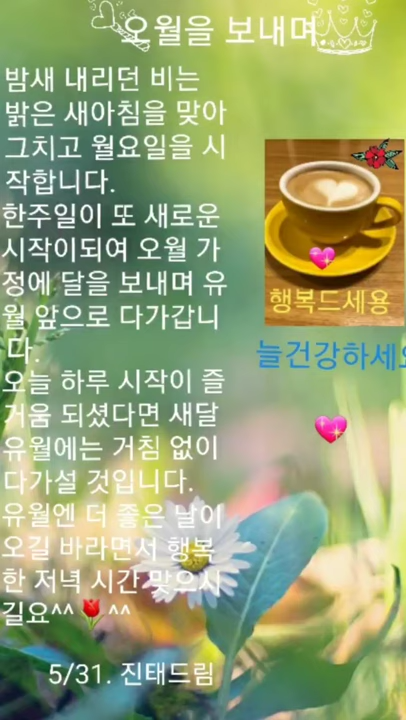 오월을 보내며
밤새 내리던 비는
밝은 새아침을 맞아
그치고 월요일을 시
작합니다.
한주일이 또 새로운
시작이되여 오월 가
정에 달을 보내며 유
월 앞으로 다가갑니
다.
오늘 하루 시작이 즐
거움 되셨다면 새달
유월에는 거침 없이
다가설 것입니다.
유월엔 더 좋은 날이
오길 바라면서 행복
한 저녁 시간 맞으시
길요^^🌷^^
5/31. 진태드림
행복드세용
늘건강하세요